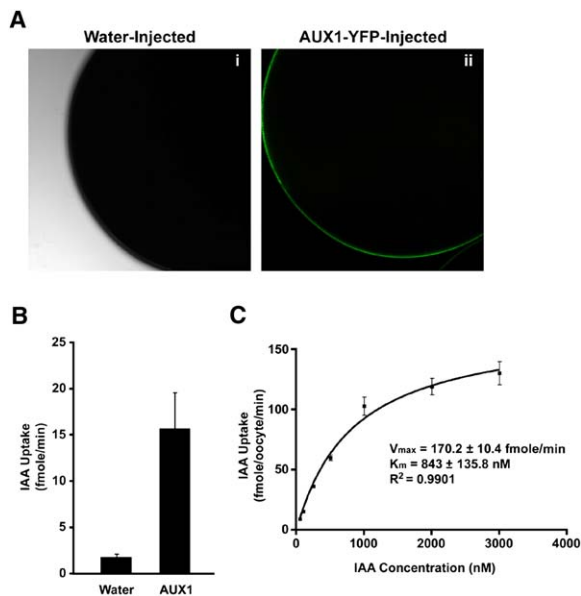 A
Water-Injected
AUX1-YFP-Injected
i
ii
B
IAA Uptake
(fmole/min)
25
20
15
10
5
0
Water
AUX1
C
IAA Uptake
(fmole/oocyte/min)
150
100
50
0
Vmax = 170.2 ± 10.4 fmole/min
Km = 843 ± 135.8 nM
R² = 0.9901
0
1000
2000
3000
4000
IAA Concentration (nM)